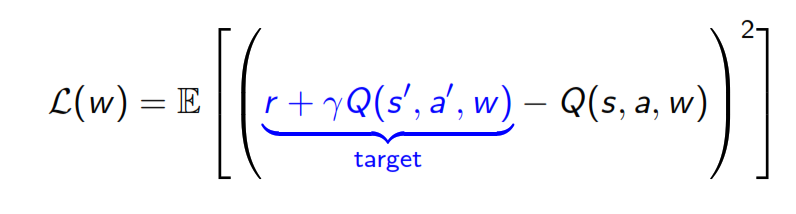 ℒ(w) = 𝔼 [ ( r + γQ(s′, a′, w) − Q(s, a, w) )² ]
target